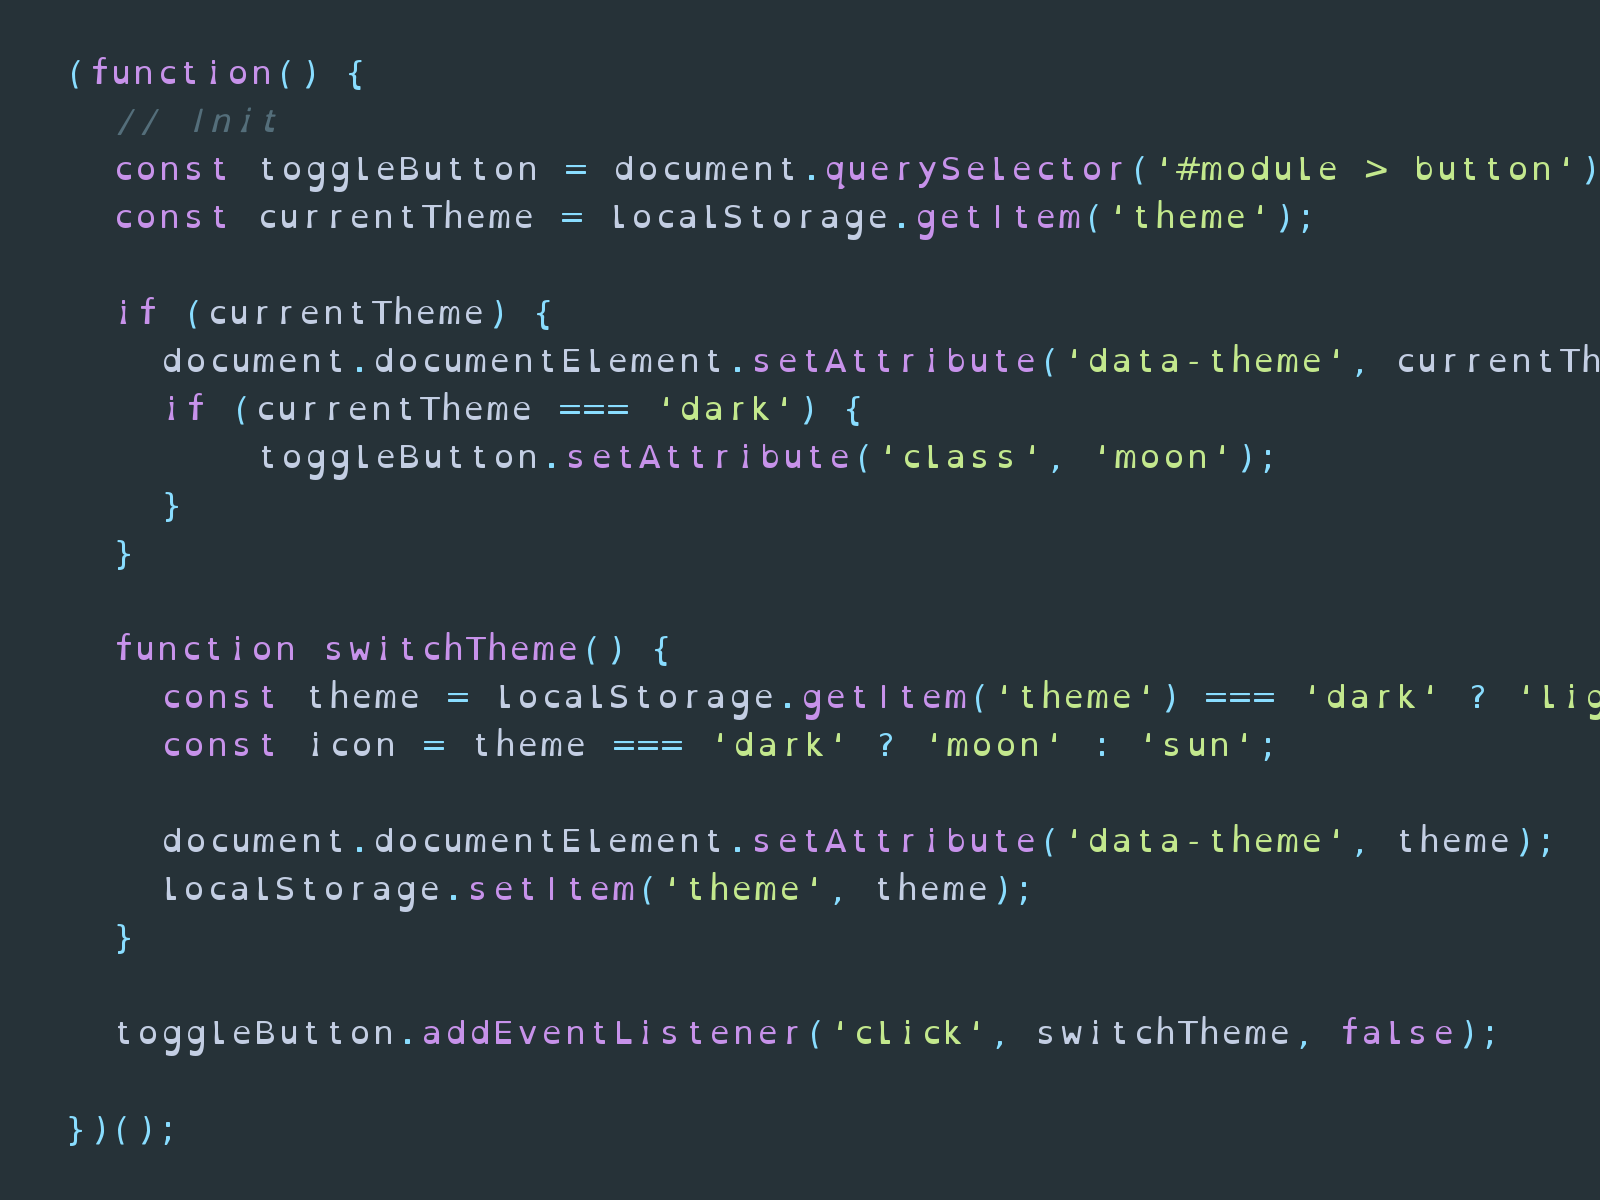 (function() {
// Init
const toggleButton = document.querySelector('#module > button')
const currentTheme = localStorage.getItem('theme');
if (currentTheme) {
document.documentElement.setAttribute('data-theme', currentTh
if (currentTheme === 'dark') {
toggleButton.setAttribute('class', 'moon');
}
}
function switchTheme() {
const theme = localStorage.getItem('theme') === 'dark' ? 'lig
const icon = theme === 'dark' ? 'moon' : 'sun';
document.documentElement.setAttribute('data-theme', theme);
localStorage.setItem('theme', theme);
}
toggleButton.addEventListener('click', switchTheme, false);
})();